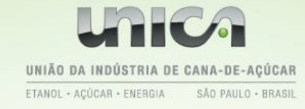 unica
UNIÃO DA INDÚSTRIA DE CANA-DE-AÇÚCAR
ETANOL • AÇÚCAR • ENERGIA SÃO PAULO • BRASIL